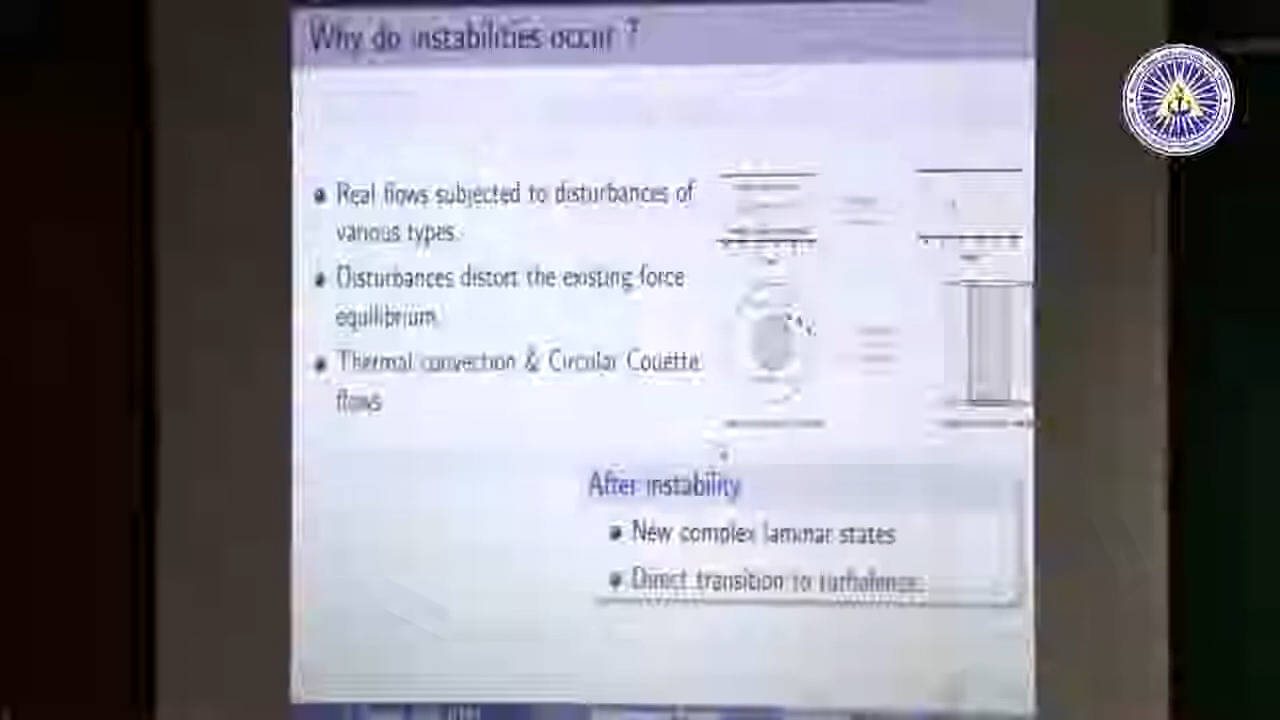 Why do instabilities occur ?
Real flows subjected to disturbances of
various types.
Disturbances distort the existing force
equilibrium.
Thermal convection & Circular Couette
flows
After instability
New complex laminar states
Direct transition to turbulence.